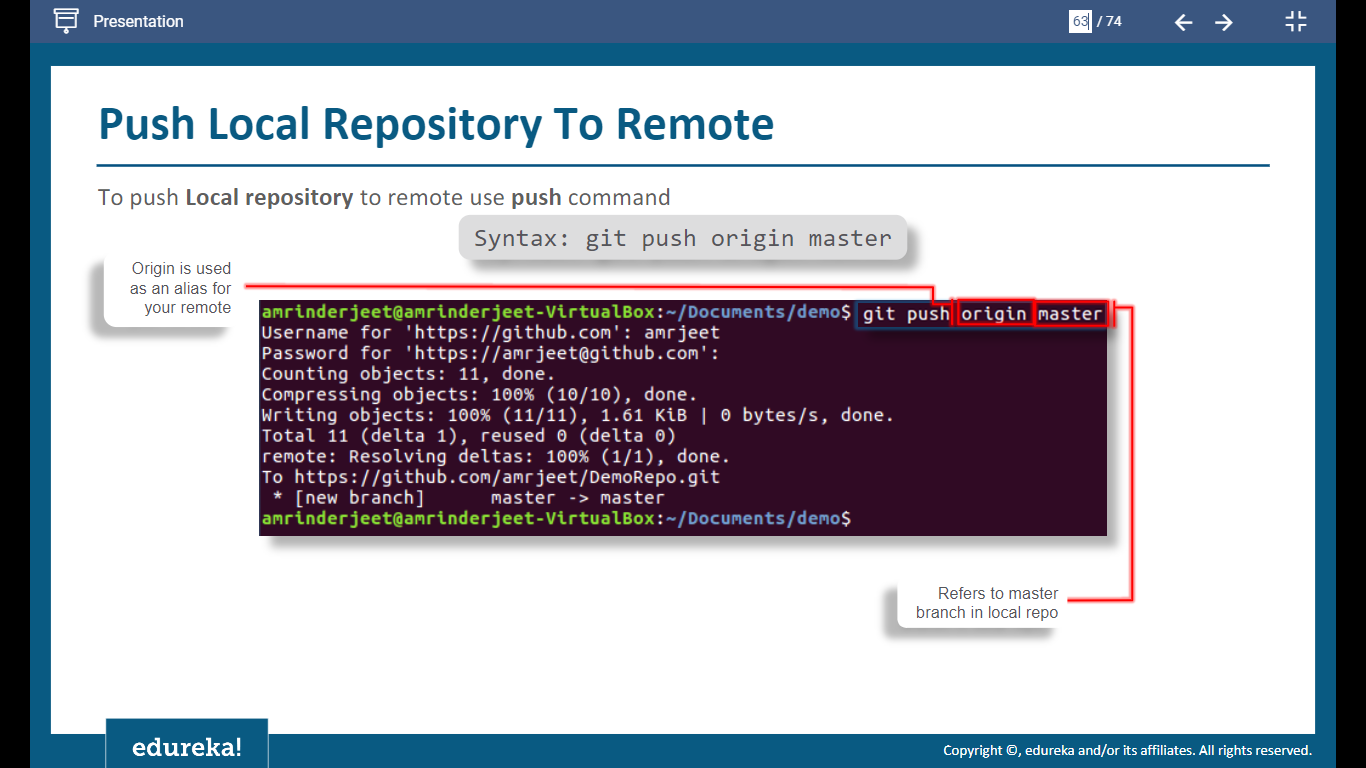 Presentation
63 / 74
Push Local Repository To Remote
To push Local repository to remote use push command
Syntax: git push origin master
Origin is used
as an alias for
your remote
amrinderjeet@amrinderjeet-VirtualBox:~/Documents/demo$ git push origin master
Username for 'https://github.com': amrjeet
Password for 'https://amrjeet@github.com':
Counting objects: 11, done.
Compressing objects: 100% (10/10), done.
Writing objects: 100% (11/11), 1.61 KiB | 0 bytes/s, done.
Total 11 (delta 1), reused 0 (delta 0)
remote: Resolving deltas: 100% (1/1), done.
To https://github.com/amrjeet/DemoRepo.git
 * [new branch]      master -> master
amrinderjeet@amrinderjeet-VirtualBox:~/Documents/demo$
Refers to master
branch in local repo
edureka!
Copyright ©, edureka and/or its affiliates. All rights reserved.